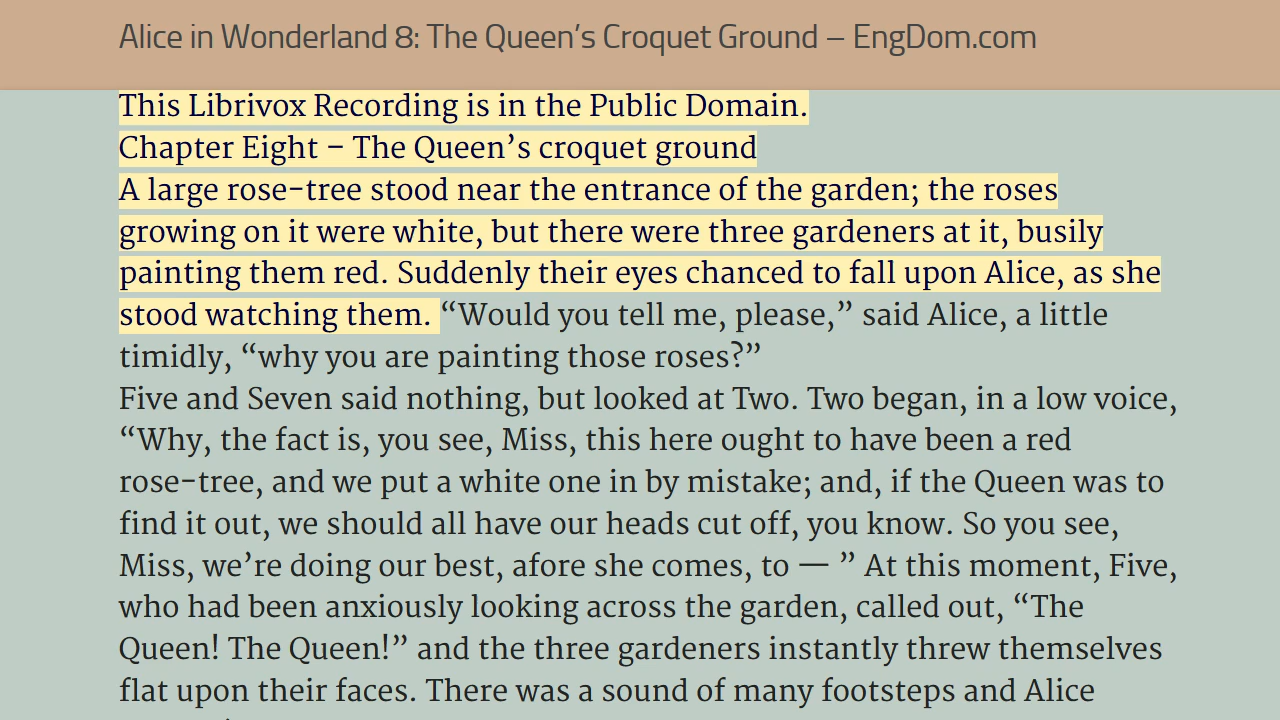 Alice in Wonderland 8: The Queen’s Croquet Ground – EngDom.com
This Librivox Recording is in the Public Domain.
Chapter Eight – The Queen’s croquet ground
A large rose-tree stood near the entrance of the garden; the roses
growing on it were white, but there were three gardeners at it, busily
painting them red. Suddenly their eyes chanced to fall upon Alice, as she
stood watching them. “Would you tell me, please,” said Alice, a little
timidly, “why you are painting those roses?”
Five and Seven said nothing, but looked at Two. Two began, in a low voice,
“Why, the fact is, you see, Miss, this here ought to have been a red
rose-tree, and we put a white one in by mistake; and, if the Queen was to
find it out, we should all have our heads cut off, you know. So you see,
Miss, we’re doing our best, afore she comes, to — ” At this moment, Five,
who had been anxiously looking across the garden, called out, “The
Queen! The Queen!” and the three gardeners instantly threw themselves
flat upon their faces. There was a sound of many footsteps and Alice